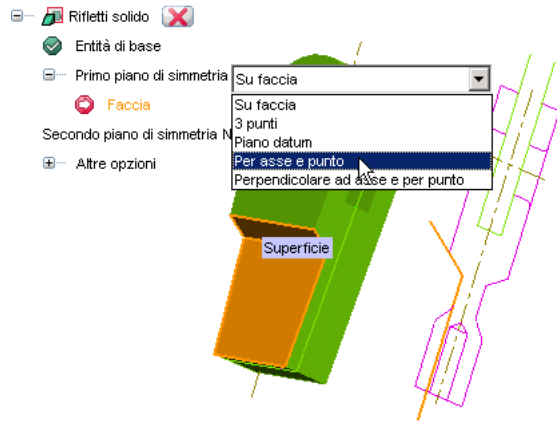 Rifletti solido
Entità di base
Primo piano di simmetria Su faccia
Su faccia
Faccia
3 punti
Secondo piano di simmetria N
Piano datum
Altre opzioni
Per asse e punto
Perpendicolare ad asse e per punto
Superficie